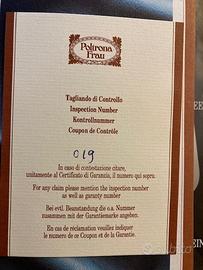 Poltrona
Frau
Tagliando di Controllo
Inspection Number
Kontrollnummer
Coupon de Contrôle
019
In caso di contestazione citare,
unitamente al Certificato di Garanzia, il numero qui sopra.
For any claim please mention the inspection number
as well as garanty number
Bei evtl. Beanstandung die o.a. Nummer
zusammen mit der Garantiemarke angeben.
En cas de réclamation veuillez indiquer
le numero de ce Coupon et de la Garantie.